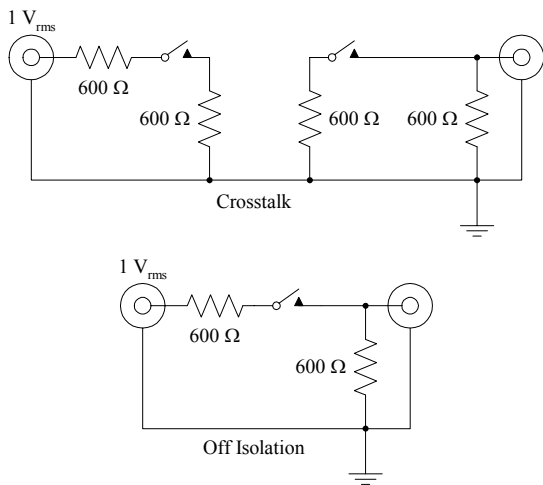 1 Vrms
600 Ω
600 Ω
600 Ω
600 Ω
Crosstalk
1 Vrms
600 Ω
600 Ω
Off Isolation